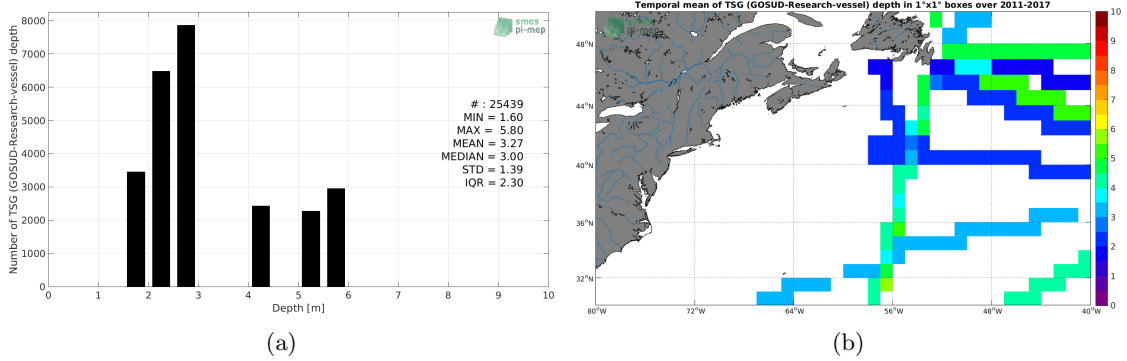 smos
pi-mep
Number of TSG (GOSUD-Research-vessel) depth
8000
7000
6000
5000
4000
3000
2000
1000
0
# : 25439
MIN = 1.60
MAX = 5.80
MEAN = 3.27
MEDIAN = 3.00
STD = 1.39
IQR = 2.30
0 1 2 3 4 5 6 7 8 9 10
Depth [m]
(a)
Temporal mean of TSG (GOSUD-Research-vessel) depth in 1°x1° boxes over 2011-2017
smos
pi-mep
48°N
44°N
40°N
36°N
32°N
80°W 72°W 64°W 56°W 48°W 40°W
10
9
8
7
6
5
4
3
2
1
0
(b)